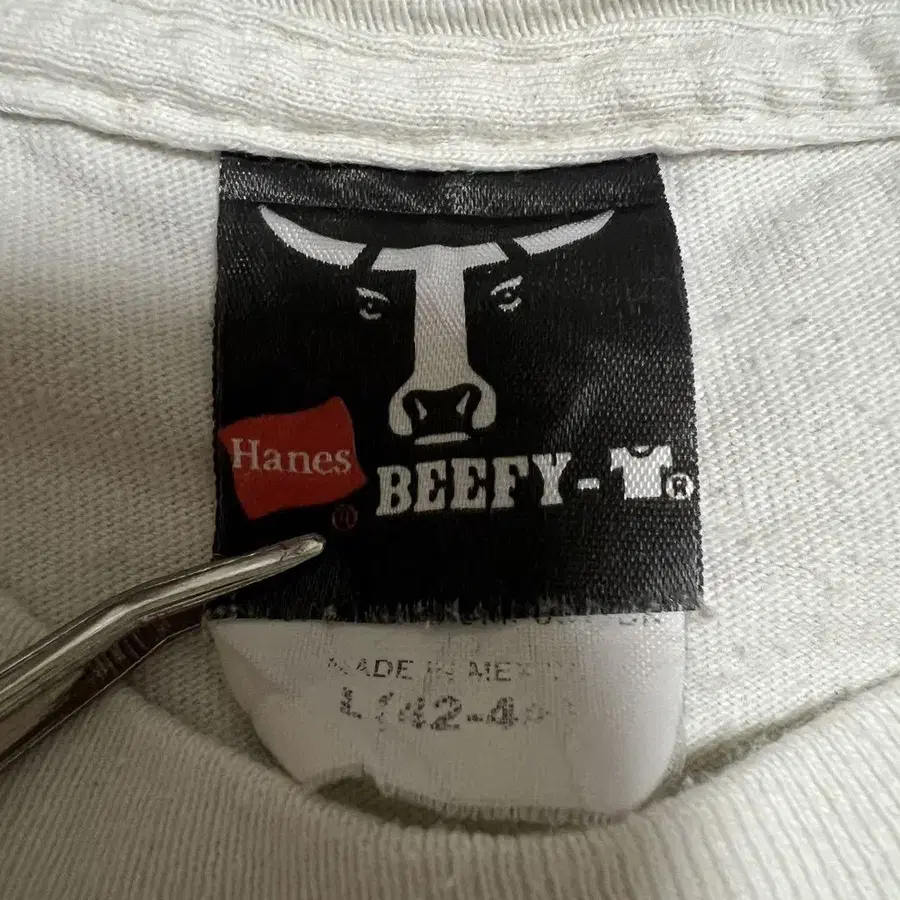 Hanes
BEEFY-
MADE IN MEXICO
L (42-44)